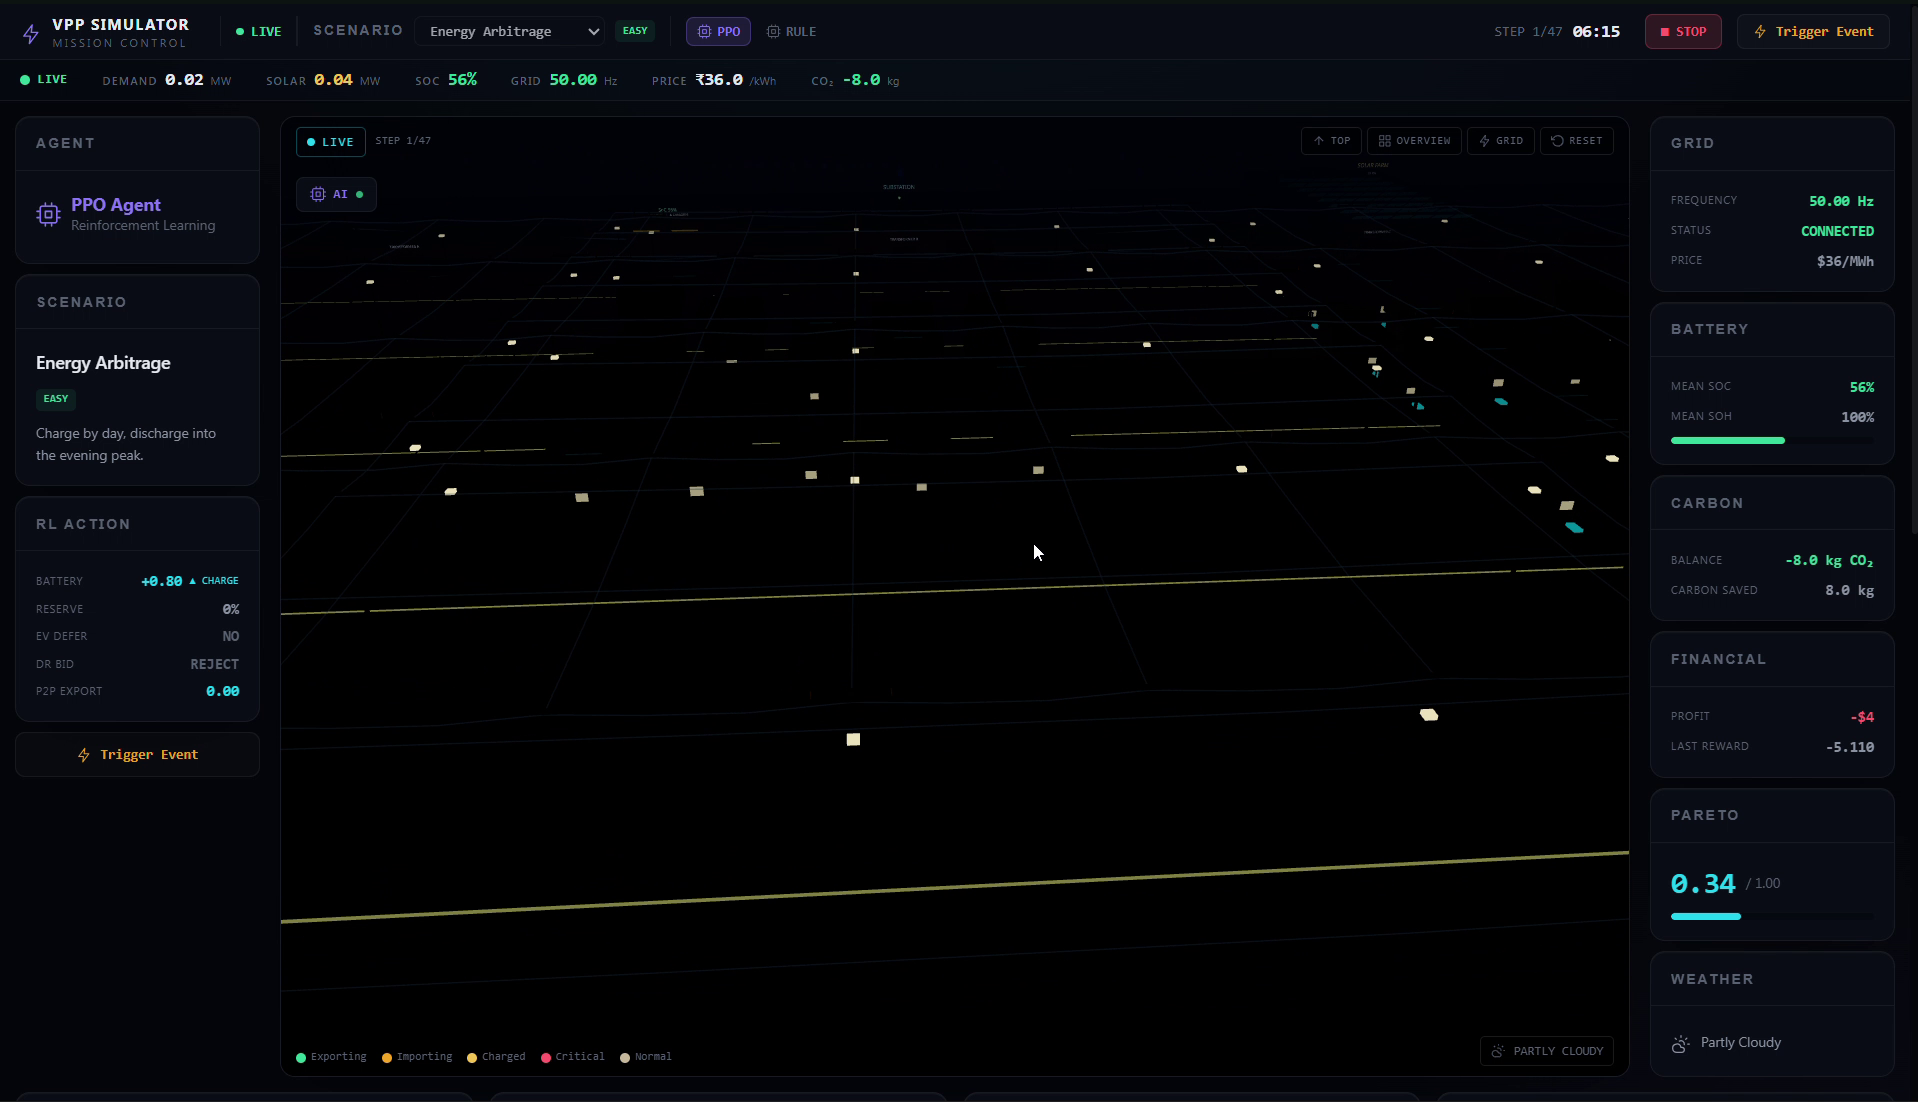 VPP SIMULATOR
MISSION CONTROL
LIVE
SCENARIO
Energy Arbitrage
EASY
PPO
RULE
STEP 1/47 06:15
STOP
Trigger Event
LIVE
DEMAND 0.02 MW
SOLAR 0.04 MW
SOC 56%
GRID 50.00 Hz
PRICE ₹36.0 /kWh
CO₂ -8.0 kg
AGENT
PPO Agent
Reinforcement Learning
SCENARIO
Energy Arbitrage
EASY
Charge by day, discharge into
the evening peak.
RL ACTION
BATTERY +0.80 ▲ CHARGE
RESERVE 0%
EV DEFER NO
DR BID REJECT
P2P EXPORT 0.00
Trigger Event
LIVE STEP 1/47
AI
TOP
OVERVIEW
GRID
RESET
SUBSTATION
Exporting
Importing
Charged
Critical
Normal
PARTLY CLOUDY
GRID
FREQUENCY 50.00 Hz
STATUS CONNECTED
PRICE $36/MWh
BATTERY
MEAN SOC 56%
MEAN SOH 100%
CARBON
BALANCE -8.0 kg CO₂
CARBON SAVED 8.0 kg
FINANCIAL
PROFIT -$4
LAST REWARD -5.110
PARETO
0.34 / 1.00
WEATHER
Partly Cloudy